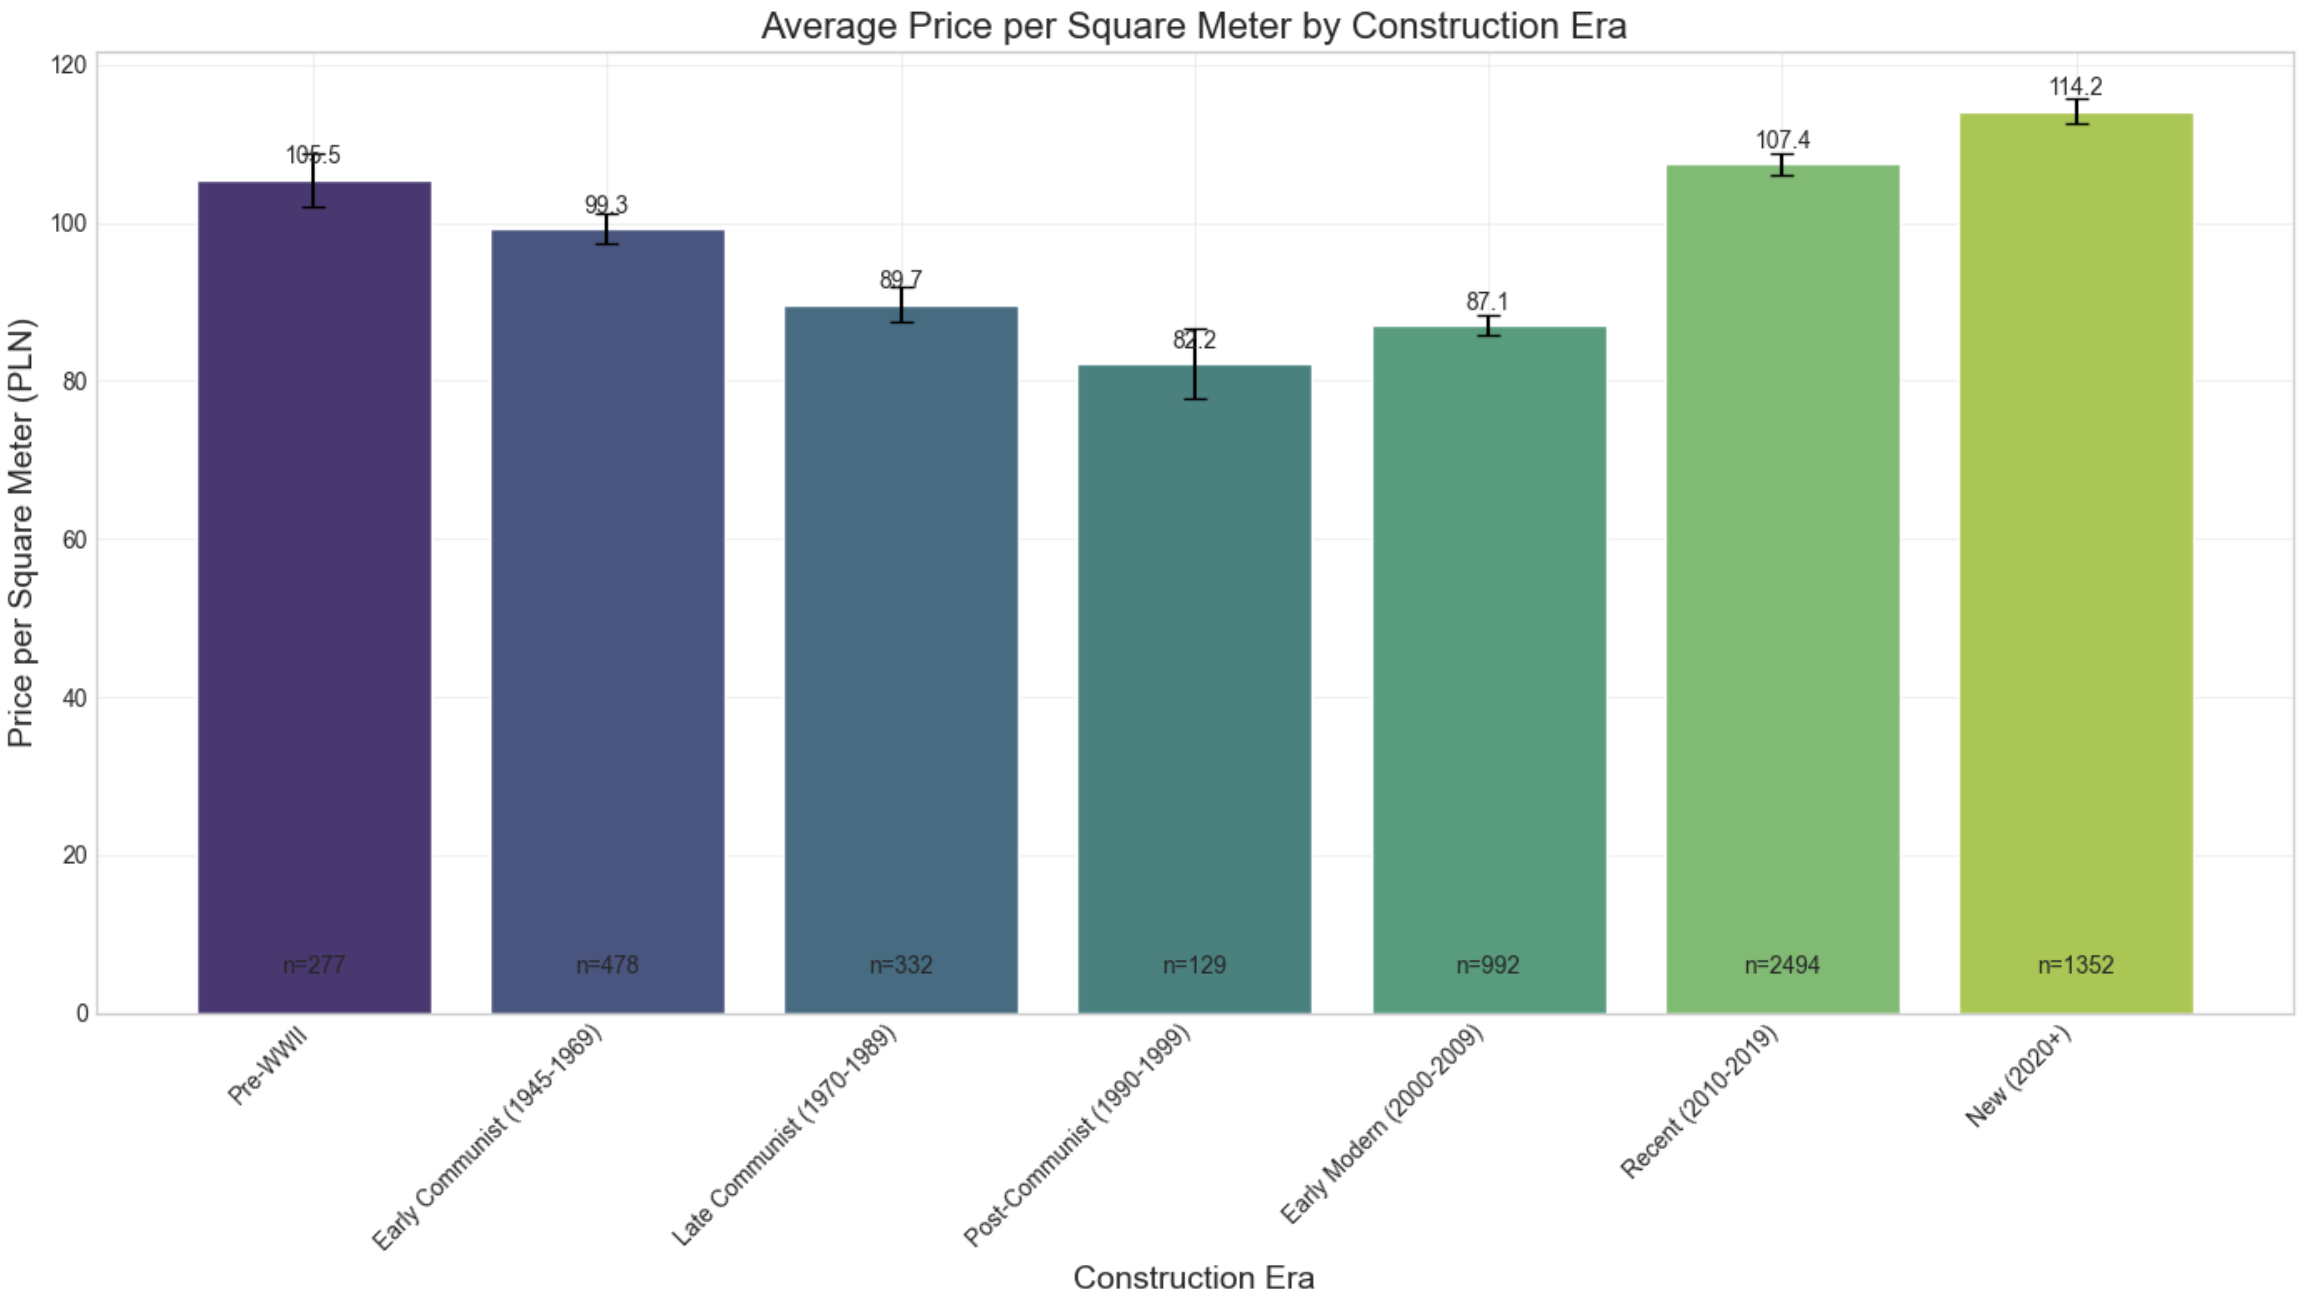 Average Price per Square Meter by Construction Era
Price per Square Meter (PLN)
120
100
80
60
40
20
0
105.5
99.3
89.7
82.2
87.1
107.4
114.2
n=277
n=478
n=332
n=129
n=992
n=2494
n=1352
Pre-WWII
Early Communist (1945-1969)
Late Communist (1970-1989)
Post-Communist (1990-1999)
Early Modern (2000-2009)
Recent (2010-2019)
New (2020+)
Construction Era